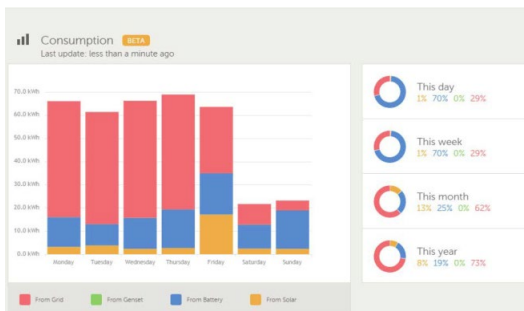 Consumption BETA
Last update: less than a minute ago
70.0 kWh
60.0 kWh
50.0 kWh
40.0 kWh
30.0 kWh
20.0 kWh
10.0 kWh
0.0 kWh
Monday Tuesday Wednesday Thursday Friday Saturday Sunday
From Grid From Genset From Battery From Solar
This day
1% 70% 0% 29%
This week
1% 70% 0% 29%
This month
13% 25% 0% 62%
This year
8% 19% 0% 73%